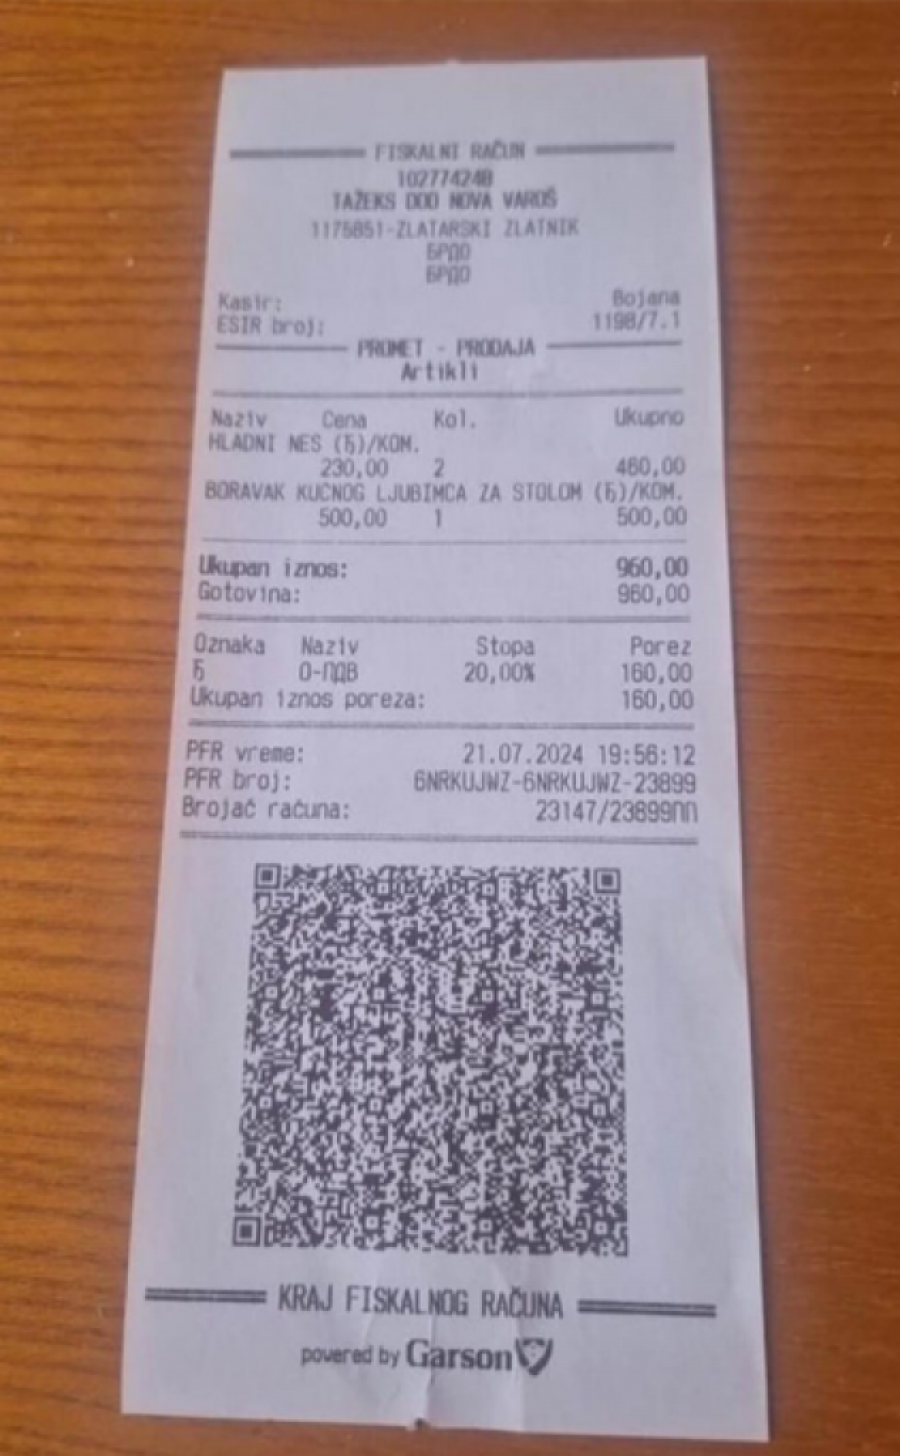 FISKALNI RAČUN
102774248
TAŽEKS DOO NOVA VAROŠ
1175851-ZLATARSKI ZLATNIK
БРДО
БРДО
Kasir: Bojana
ESIR broj: 1198/7.1
PROMET - PRODAJA
Artikli
Naziv Cena Kol. Ukupno
HLADNI NES (Ђ)/KOM.
230,00 2 460,00
BORAVAK KUCNOG LJUBIMCA ZA STOLOM (Ђ)/KOM.
500,00 1 500,00
Ukupan iznos: 960,00
Gotovina: 960,00
Oznaka Naziv Stopa Porez
Ђ О-ПДВ 20,00% 160,00
Ukupan iznos poreza: 160,00
PFR vreme: 21.07.2024 19:56:12
PFR broj: 6NRKUJWZ-6NRKUJWZ-23899
Brojač računa: 23147/23899ПП
KRAJ FISKALNOG RAČUNA
powered by Garson